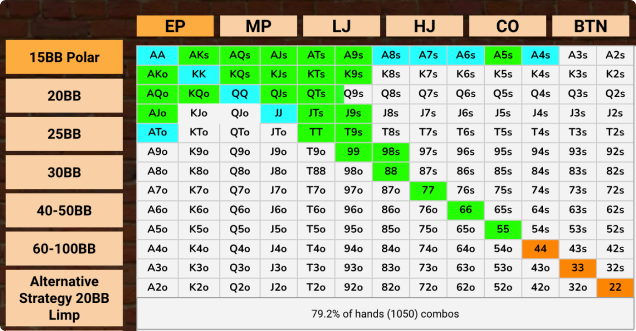 EP MP LJ HJ CO BTN
15BB Polar AA AKs AQs AJs ATs A9s A8s A7s A6s A5s A4s A3s A2s
AKo KK KQs KJs KTs K9s K8s K7s K6s K5s K4s K3s K2s
20BB AQo KQo QQ QJs QTs Q9s Q8s Q7s Q6s Q5s Q4s Q3s Q2s
AJo KJo QJo JJ JTs J9s J8s J7s J6s J5s J4s J3s J2s
25BB ATo KTo QTo JTo TT T9s T8s T7s T6s T5s T4s T3s T2s
A9o K9o Q9o J9o T9o 99 98s 97s 96s 95s 94s 93s 92s
30BB A8o K8o Q8o J8o T88 98o 88 87s 86s 85s 84s 83s 82s
A7o K7o Q7o J7o T7o 97o 87o 77 76s 75s 74s 73s 72s
40-50BB A6o K6o Q6o J6o T6o 96o 86o 76o 66 65s 64s 63s 62s
A5o K5o Q5o J5o T5o 95o 85o 75o 65o 55 54s 53s 52s
60-100BB A4o K4o Q4o J4o T4o 94o 84o 74o 64o 54o 44 43s 42s
Alternative Strategy 20BB Limp A3o K3o Q3o J3o T3o 93o 83o 73o 63o 53o 43o 33 32s
A2o K2o Q2o J2o T2o 92o 82o 72o 62o 52o 42o 32o 22
79.2% of hands (1050) combos